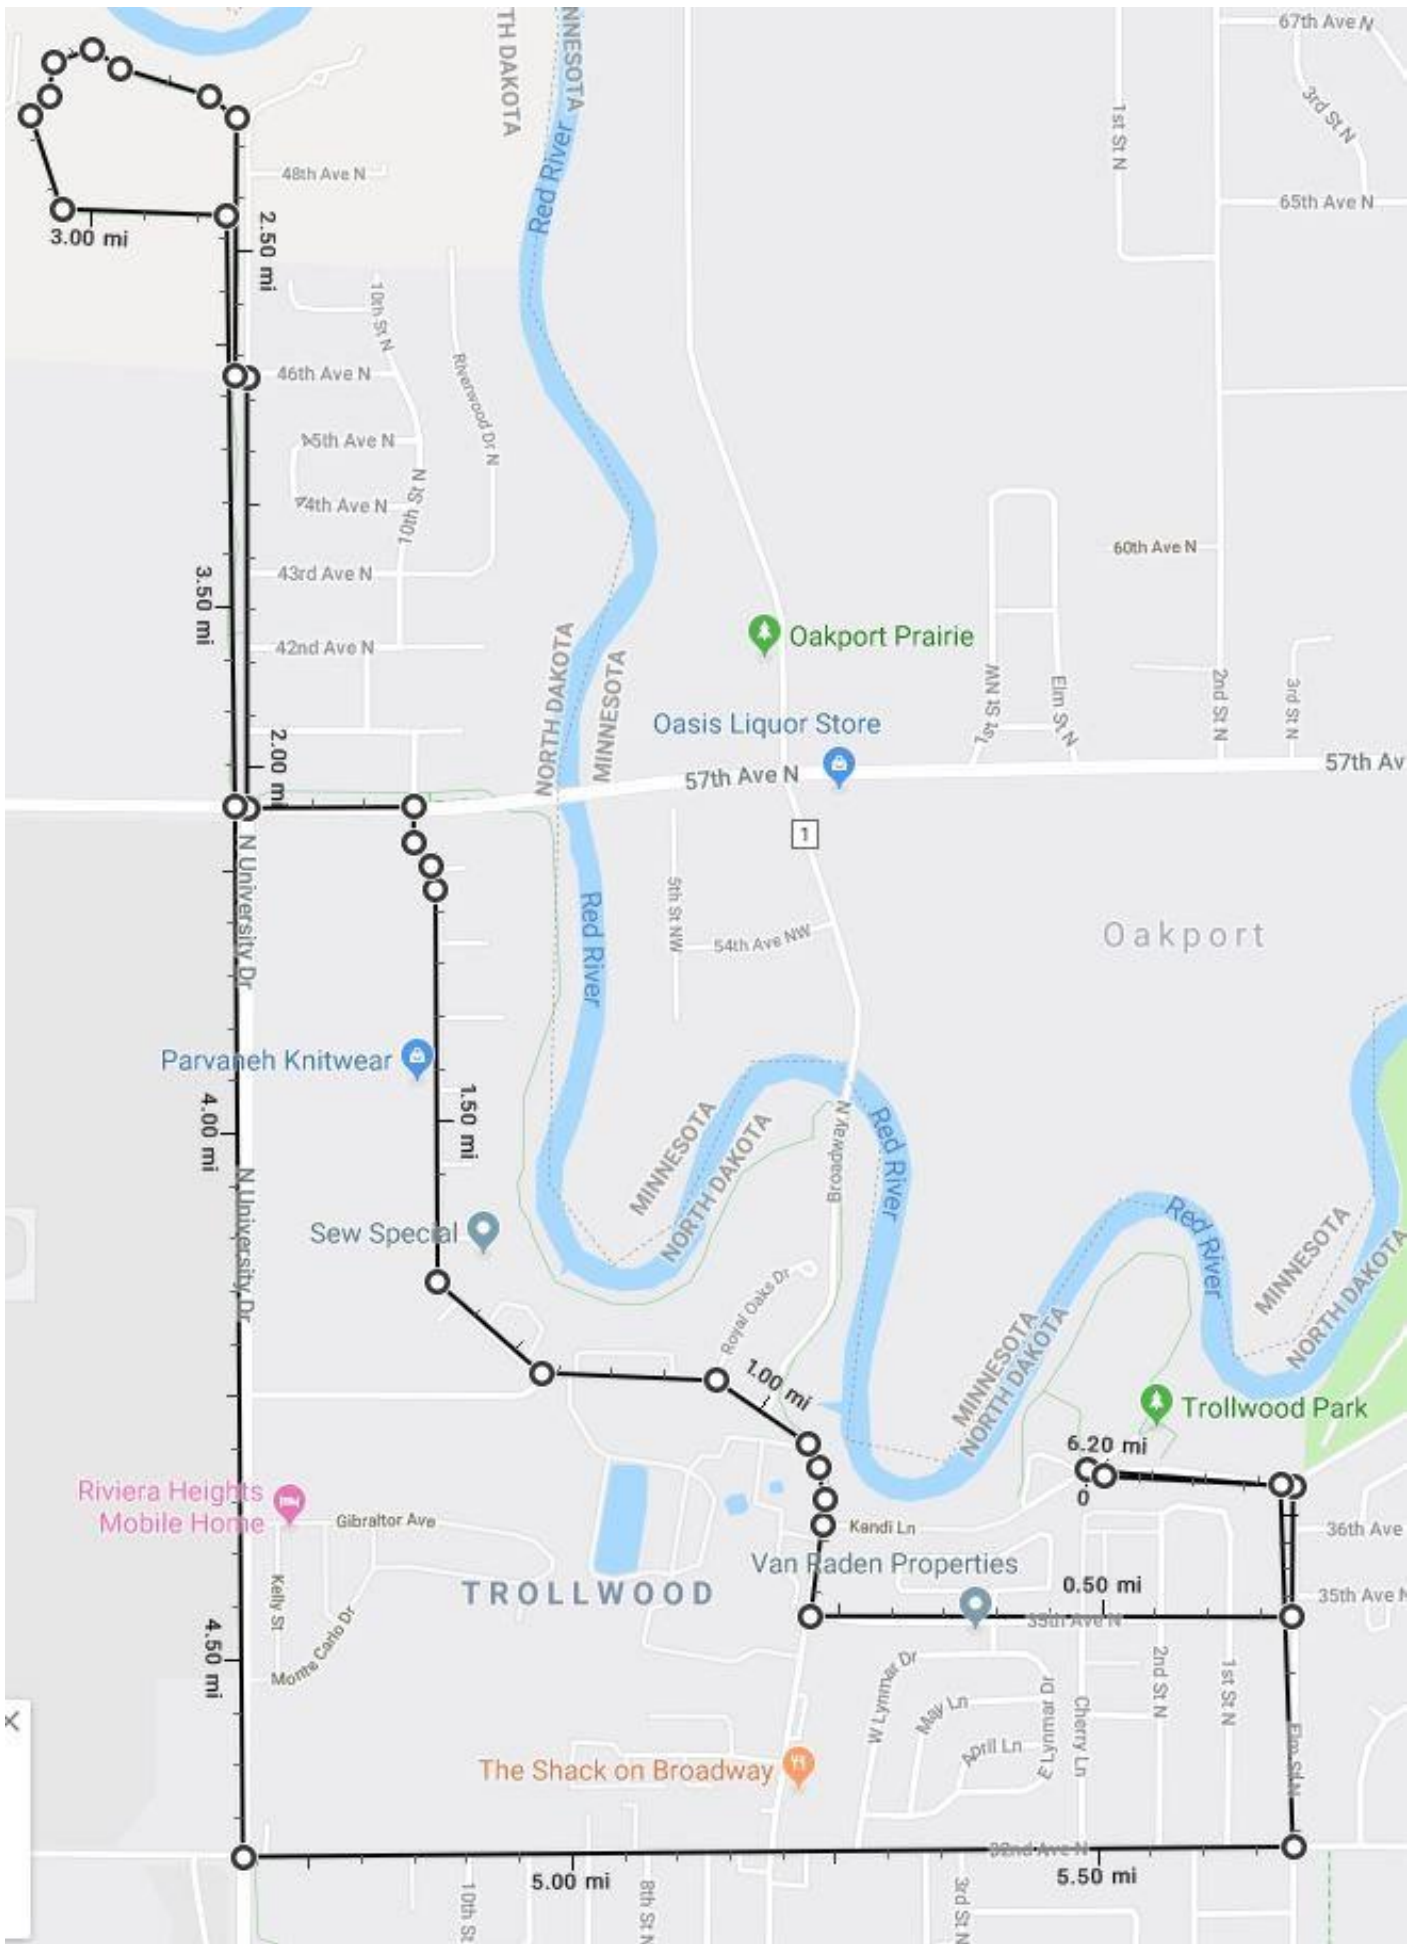 67th Ave N
3rd St N
1st St N
65th Ave N
NORTH DAKOTA
MINNESOTA
Red River
48th Ave N
3.00 mi
2.50 mi
10th St N
46th Ave N
Riverwood Dr N
45th Ave N
44th Ave N
10th St N
43rd Ave N
42nd Ave N
3.50 mi
60th Ave N
Oakport Prairie
NORTH DAKOTA
MINNESOTA
1st St NW
Elm St N
2nd St N
3rd St N
Oasis Liquor Store
57th Ave N
57th Av
2.00 mi
N University Dr
1
5th St NW
54th Ave NW
Red River
Oakport
Parvaneh Knitwear
1.50 mi
4.00 mi
N University Dr
Sew Special
MINNESOTA
NORTH DAKOTA
Broadway N
Red River
Royal Oaks Dr
1.00 mi
MINNESOTA
NORTH DAKOTA
Red River
MINNESOTA
NORTH DAKOTA
Trollwood Park
6.20 mi
0
Riviera Heights
Mobile Home
Gibraltor Ave
Kelly St
Monte Carlo Dr
Kandi Ln
36th Ave
Van Raden Properties
TROLLWOOD
0.50 mi
35th Ave N
35th Ave N
4.50 mi
W Lynmar Dr
May Ln
April Ln
E Lynmar Dr
Cherry Ln
2nd St N
1st St N
Elm St N
The Shack on Broadway
32nd Ave N
5.00 mi
5.50 mi
10th St
8th St N
3rd St N